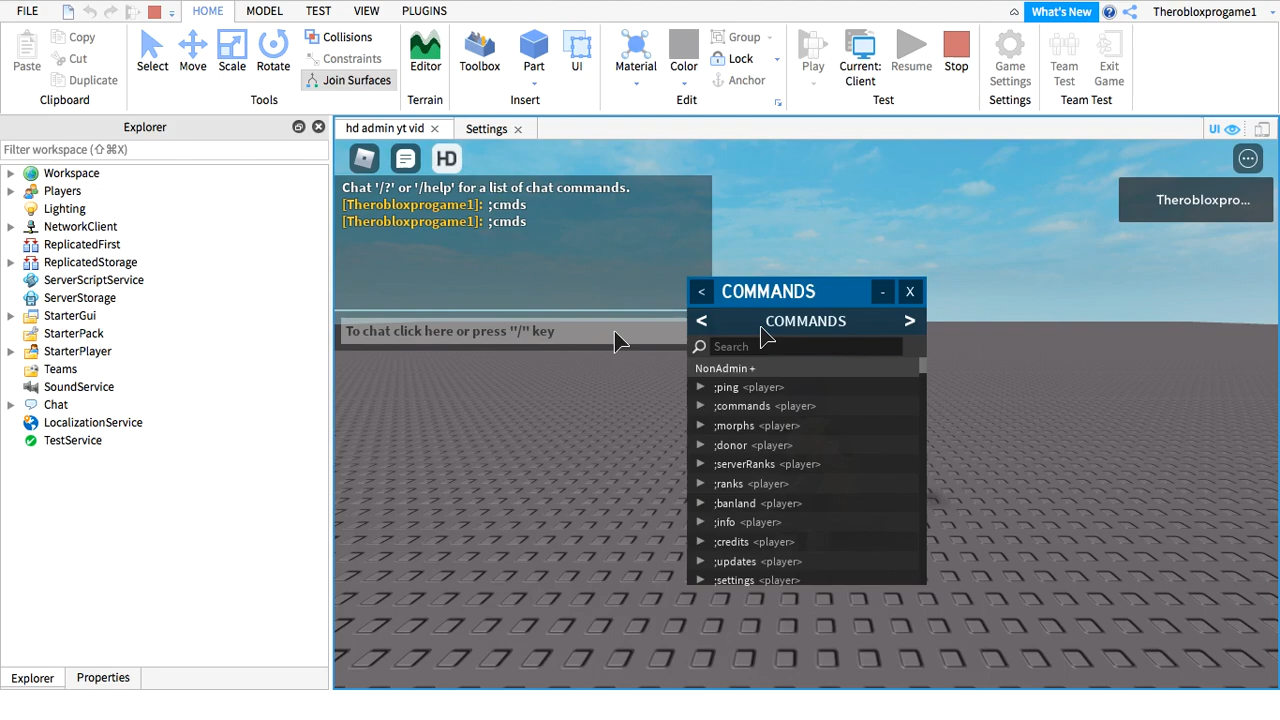 FILE HOME MODEL TEST VIEW PLUGINS What's New Therobloxprogame1
Paste Copy Cut Duplicate Clipboard
Select Move Scale Rotate Collisions Constraints Join Surfaces Tools
Editor Terrain
Toolbox Part UI Insert
Material Color Group Lock Anchor Edit
Play Current: Client Resume Stop Test
Game Settings Settings
Team Test Exit Game Team Test
Explorer
Filter workspace (⇧⌘X)
Workspace
Players
Lighting
NetworkClient
ReplicatedFirst
ReplicatedStorage
ServerScriptService
ServerStorage
StarterGui
StarterPack
StarterPlayer
Teams
SoundService
Chat
LocalizationService
TestService
Explorer Properties
hd admin yt vid Settings UI
HD
Chat '/?' or '/help' for a list of chat commands.
[Therobloxprogame1]: ;cmds
[Therobloxprogame1]: ;cmds
To chat click here or press "/" key
Therobloxpro...
< COMMANDS - X
< COMMANDS >
Search
NonAdmin +
;ping <player>
;commands <player>
;morphs <player>
;donor <player>
;serverRanks <player>
;ranks <player>
;banland <player>
;info <player>
;credits <player>
;updates <player>
;settings <player>